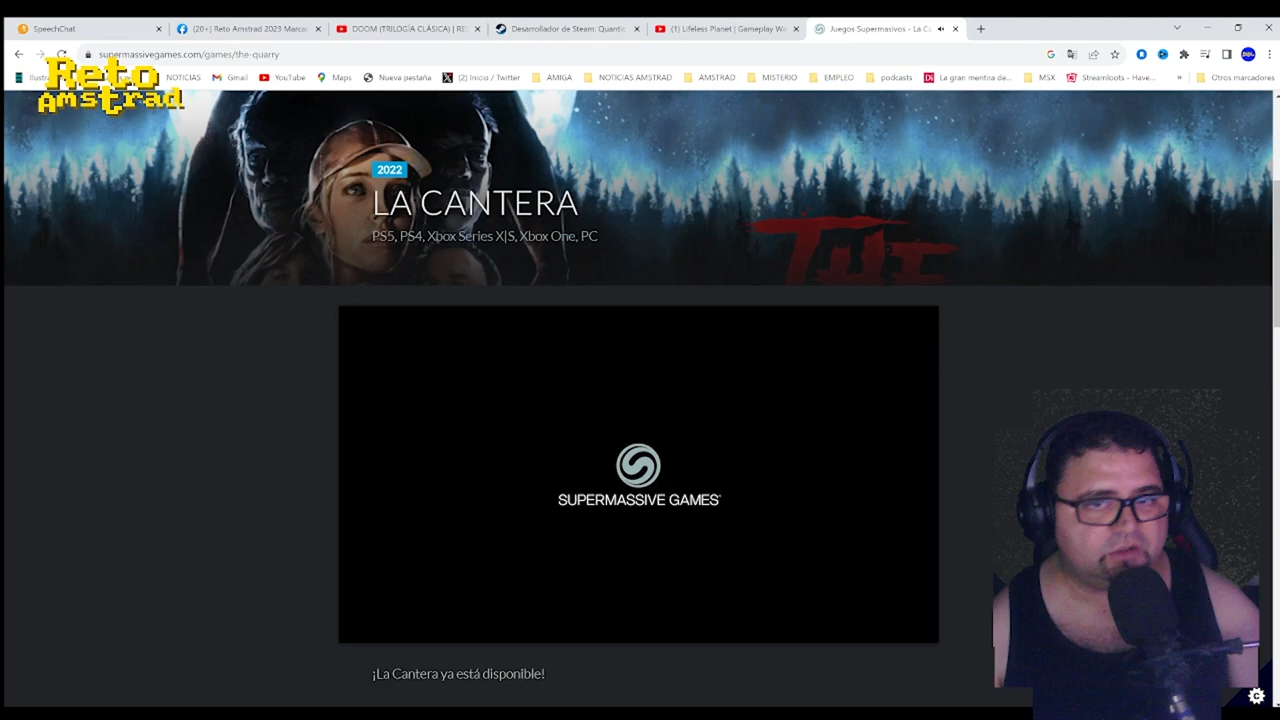 SpeechChat
(20+) Reto Amstrad 2023 Marca
DOOM (TRILOGÍA CLÁSICA) | RE
Desarrollador de Steam: Quantic
(1) Lifeless Planet | Gameplay W
Juegos Supermasivos - La C
supermassivegames.com/games/the-quarry
Ilustra
NOTICIAS
Gmail
YouTube
Maps
Nueva pestaña
(2) Inicio / Twitter
AMIGA
NOTICIAS AMSTRAD
AMSTRAD
MISTERIO
EMPLEO
podcasts
La gran mentira de...
MSX
Streamloots - Have...
»
Otros marcadores
Reto
Amstrad
2022
LA CANTERA
PS5, PS4, Xbox Series X|S, Xbox One, PC
THE
SUPERMASSIVE GAMES
¡La Cantera ya está disponible!